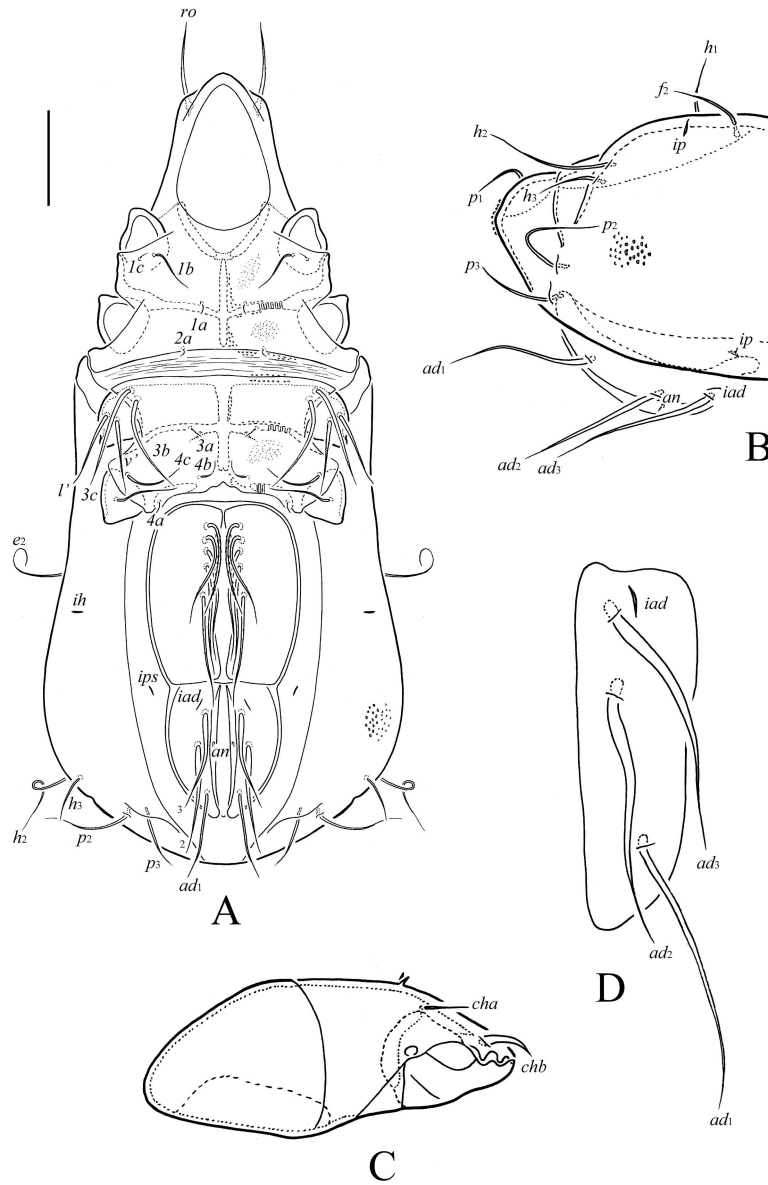 ro
1c
1b
1a
2a
3b
3a
v'
4c
4b
l'
3c
4a
e2
ih
ips
iad
an
3
h3
h2
p2
2
p3
ad1
A
h1
f2
h2
ip
p1
h3
p2
p3
ip
ad1
iad
an
ad2
ad3
B
iad
ad3
ad2
D
ad1
cha
chb
C